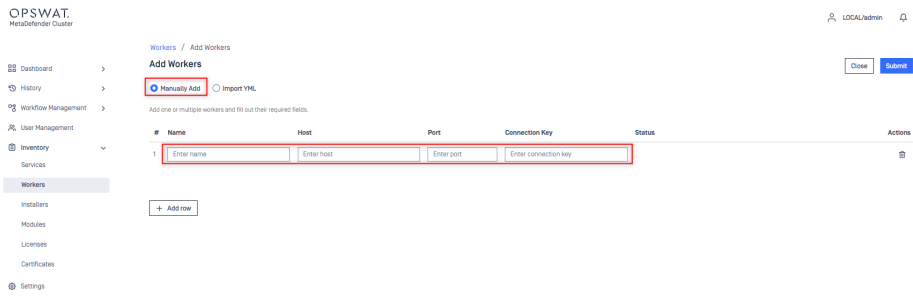 OPSWAT.
MetaDefender Cluster
LOCAL/admin
Workers / Add Workers
Dashboard
History
Workflow Management
User Management
Inventory
Services
Workers
Installers
Modules
Licenses
Certificates
Settings
Add Workers
Close
Submit
Manually Add
Import YML
Add one or multiple workers and fill out their required fields.
# Name Host Port Connection Key Status Actions
1 Enter name Enter host Enter port Enter connection key
+ Add row